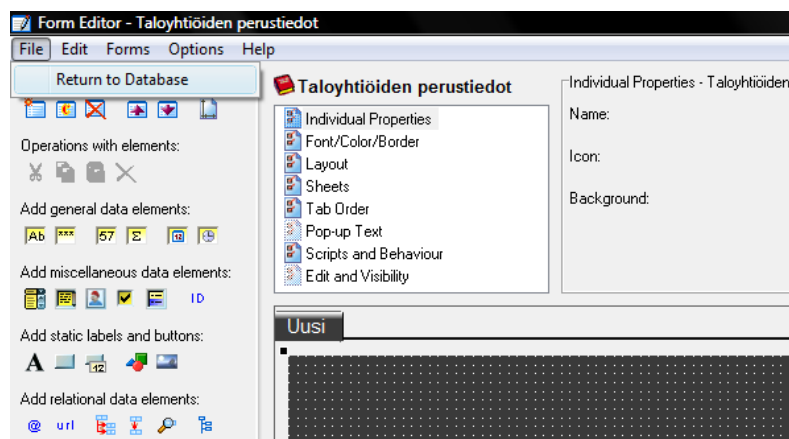 Form Editor - Taloyhtiöiden perustiedot
File Edit Forms Options Help
Return to Database
Taloyhtiöiden perustiedot
Individual Properties - Taloyhtiöiden
Individual Properties
Name:
Font/Color/Border
Operations with elements:
Icon:
Layout
Sheets
Background:
Add general data elements:
Tab Order
Pop-up Text
Ab *** 57 Σ 12
Scripts and Behaviour
Add miscellaneous data elements:
Edit and Visibility
ID
Uusi
Add static labels and buttons:
A 12
Add relational data elements:
@ url